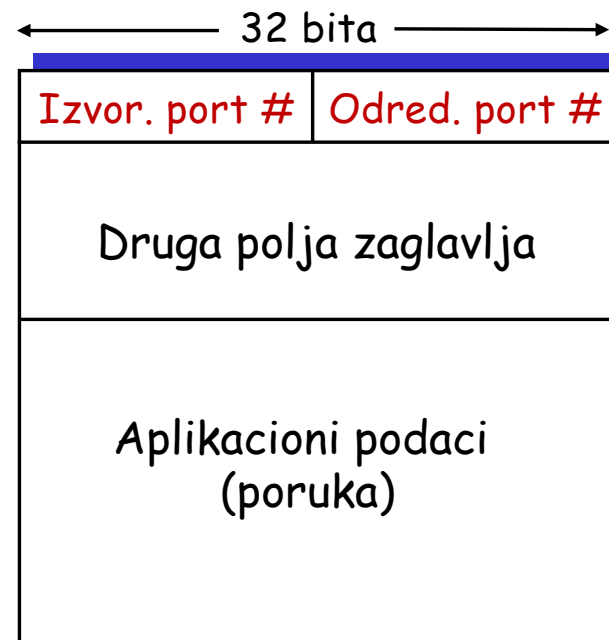 32 bita
Izvor. port # Odred. port #
Druga polja zaglavlja
Aplikacioni podaci
(poruka)